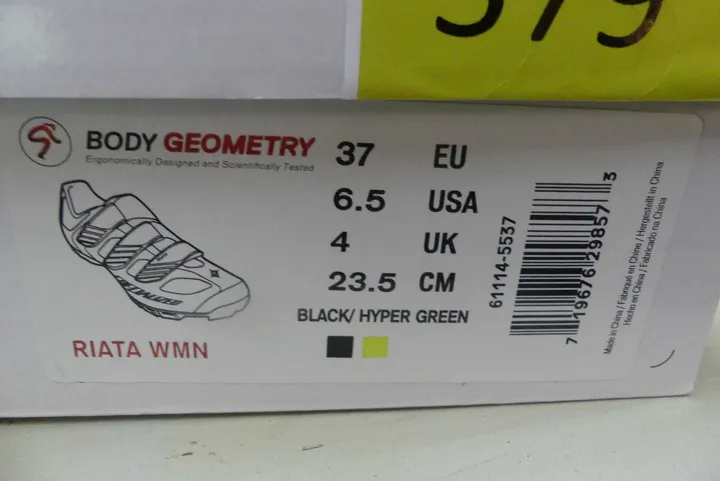 BODY GEOMETRY
Ergonomically Designed and Scientifically Tested
37 EU
6.5 USA
4 UK
23.5 CM
BLACK/ HYPER GREEN
SPECIALIZED
RIATA WMN
61114-5537
7 19676 29857 3
Made in China / Fabriqué en Chine / Hergestellt in China
Hecho en China / Fabricado na China